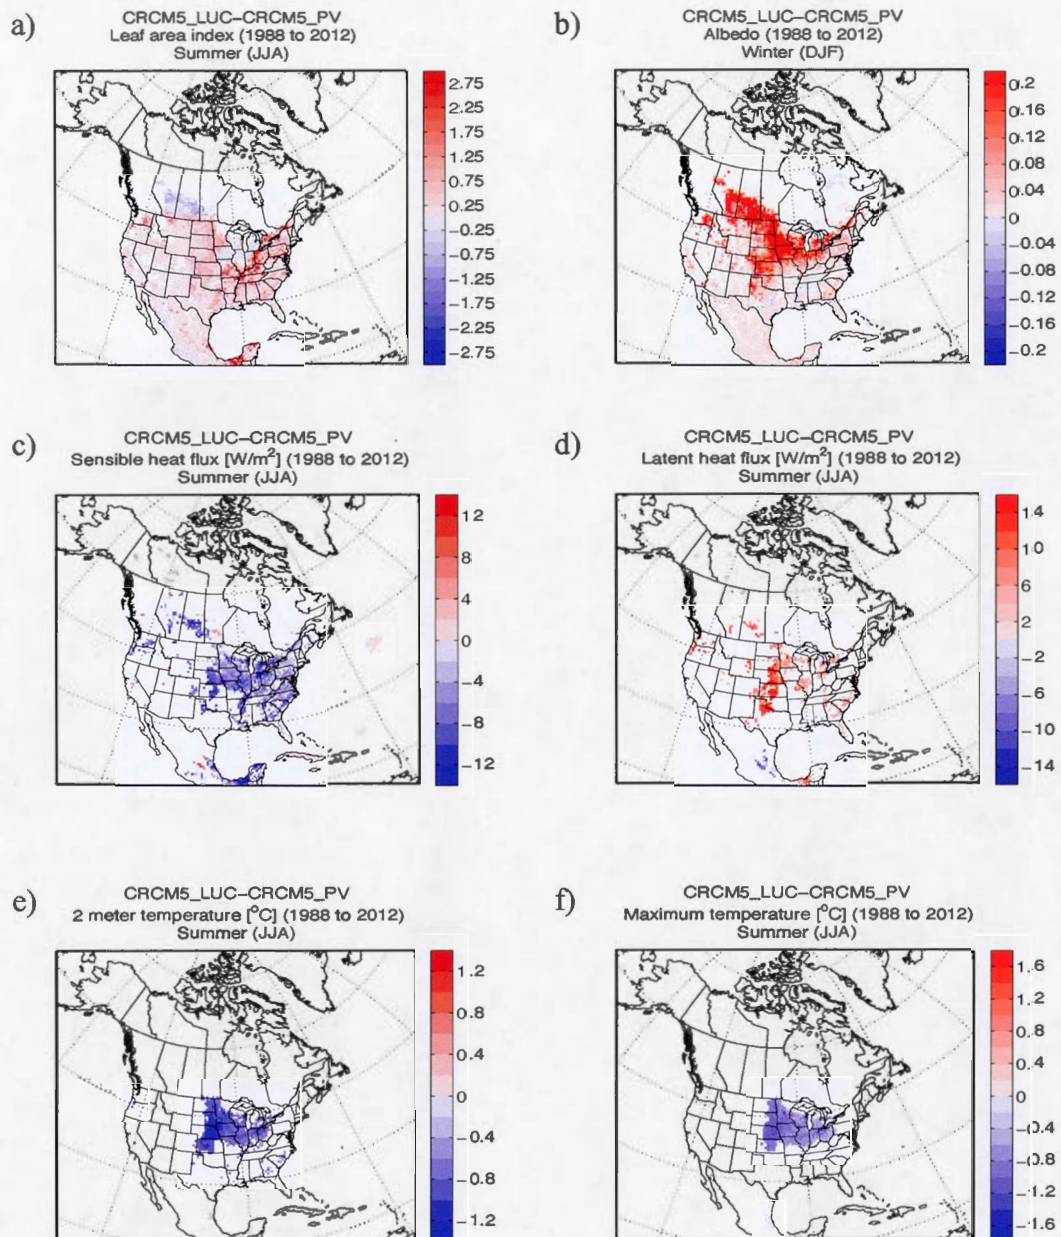 a)
CRCM5_LUC–CRCM5_PV
Leaf area index (1988 to 2012)
Summer (JJA)
2.75
2.25
1.75
1.25
0.75
0.25
−0.25
−0.75
−1.25
−1.75
−2.25
−2.75
b)
CRCM5_LUC–CRCM5_PV
Albedo (1988 to 2012)
Winter (DJF)
0.2
0.16
0.12
0.08
0.04
0
−0.04
−0.08
−0.12
−0.16
−0.2
c)
CRCM5_LUC–CRCM5_PV
Sensible heat flux [W/m²] (1988 to 2012)
Summer (JJA)
12
8
4
0
−4
−8
−12
d)
CRCM5_LUC–CRCM5_PV
Latent heat flux [W/m²] (1988 to 2012)
Summer (JJA)
1.4
10
6
2
−2
−6
−10
−14
e)
CRCM5_LUC–CRCM5_PV
2 meter temperature [°C] (1988 to 2012)
Summer (JJA)
1.2
0.8
0.4
0
−0.4
−0.8
−1.2
f)
CRCM5_LUC–CRCM5_PV
Maximum temperature [°C] (1988 to 2012)
Summer (JJA)
1.6
1.2
0.8
0.4
0
−0.4
−0.8
−1.2
−1.6